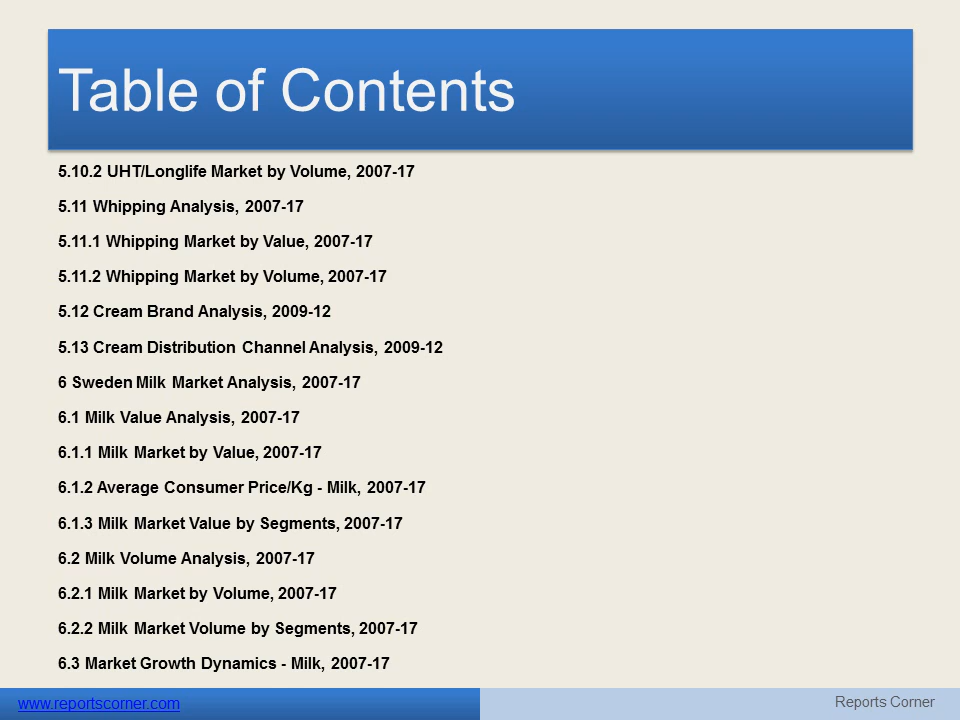 Table of Contents
5.10.2 UHT/Longlife Market by Volume, 2007-17
5.11 Whipping Analysis, 2007-17
5.11.1 Whipping Market by Value, 2007-17
5.11.2 Whipping Market by Volume, 2007-17
5.12 Cream Brand Analysis, 2009-12
5.13 Cream Distribution Channel Analysis, 2009-12
6 Sweden Milk Market Analysis, 2007-17
6.1 Milk Value Analysis, 2007-17
6.1.1 Milk Market by Value, 2007-17
6.1.2 Average Consumer Price/Kg - Milk, 2007-17
6.1.3 Milk Market Value by Segments, 2007-17
6.2 Milk Volume Analysis, 2007-17
6.2.1 Milk Market by Volume, 2007-17
6.2.2 Milk Market Volume by Segments, 2007-17
6.3 Market Growth Dynamics - Milk, 2007-17
www.reportscorner.com
Reports Corner